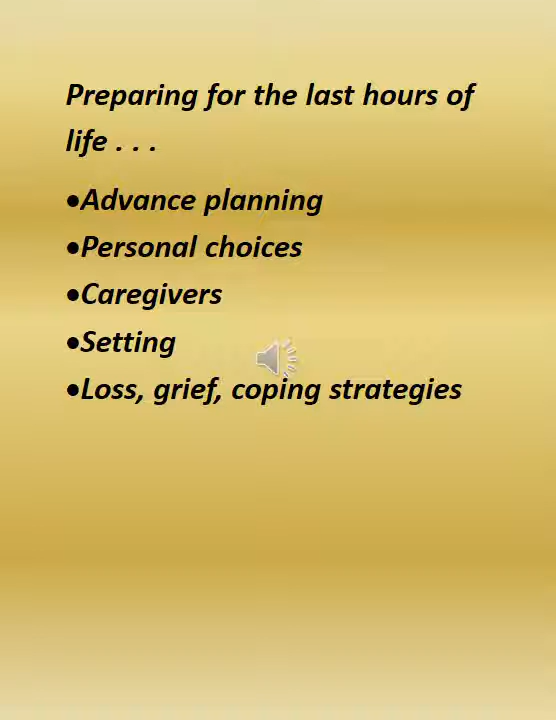 Preparing for the last hours of
life . . .
•Advance planning
•Personal choices
•Caregivers
•Setting
•Loss, grief, coping strategies